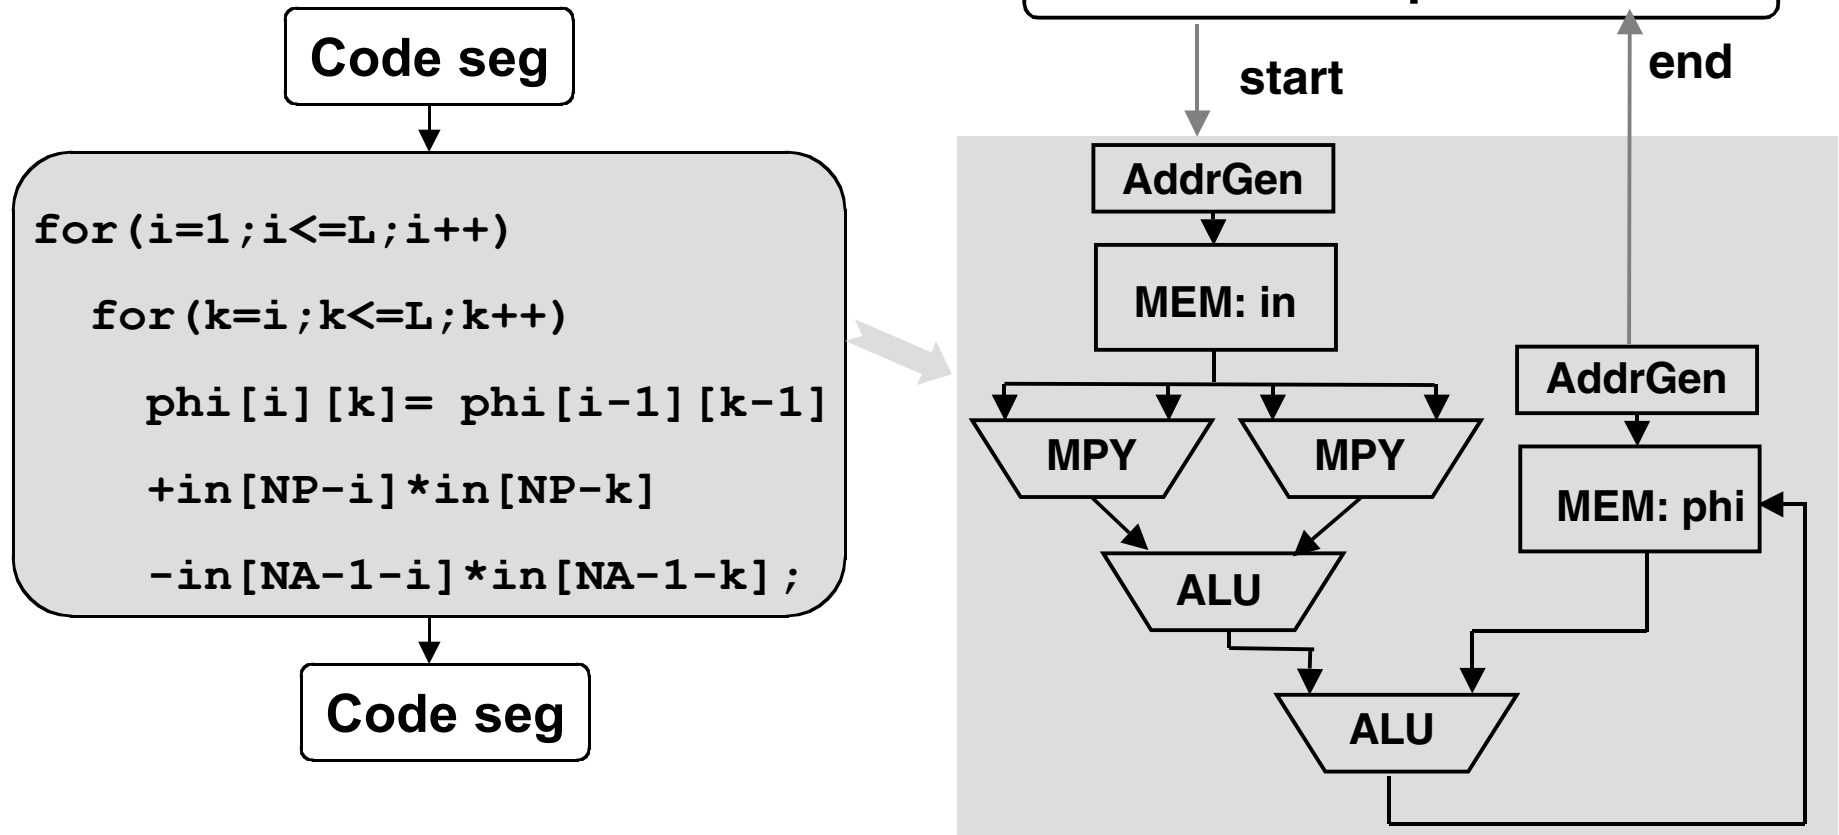 Code seg
for(i=1;i<=L;i++)
for(k=i;k<=L;k++)
phi[i][k]= phi[i-1][k-1]
+in[NP-i]*in[NP-k]
-in[NA-1-i]*in[NA-1-k];
Code seg
start
end
AddrGen
MEM: in
MPY
MPY
ALU
ALU
AddrGen
MEM: phi